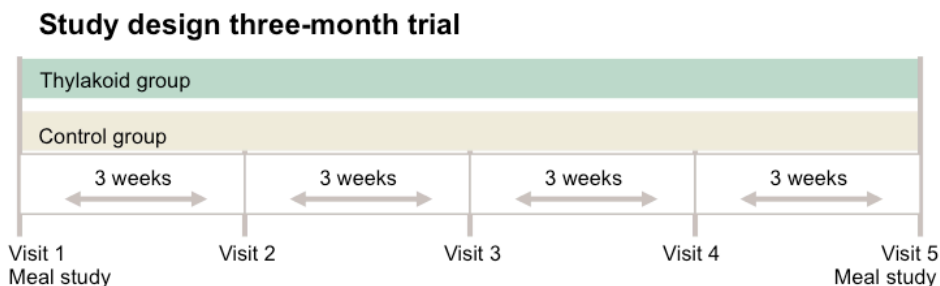 Study design three-month trial
Thylakoid group
Control group
3 weeks 3 weeks 3 weeks 3 weeks
Visit 1 Visit 2 Visit 3 Visit 4 Visit 5
Meal study Meal study